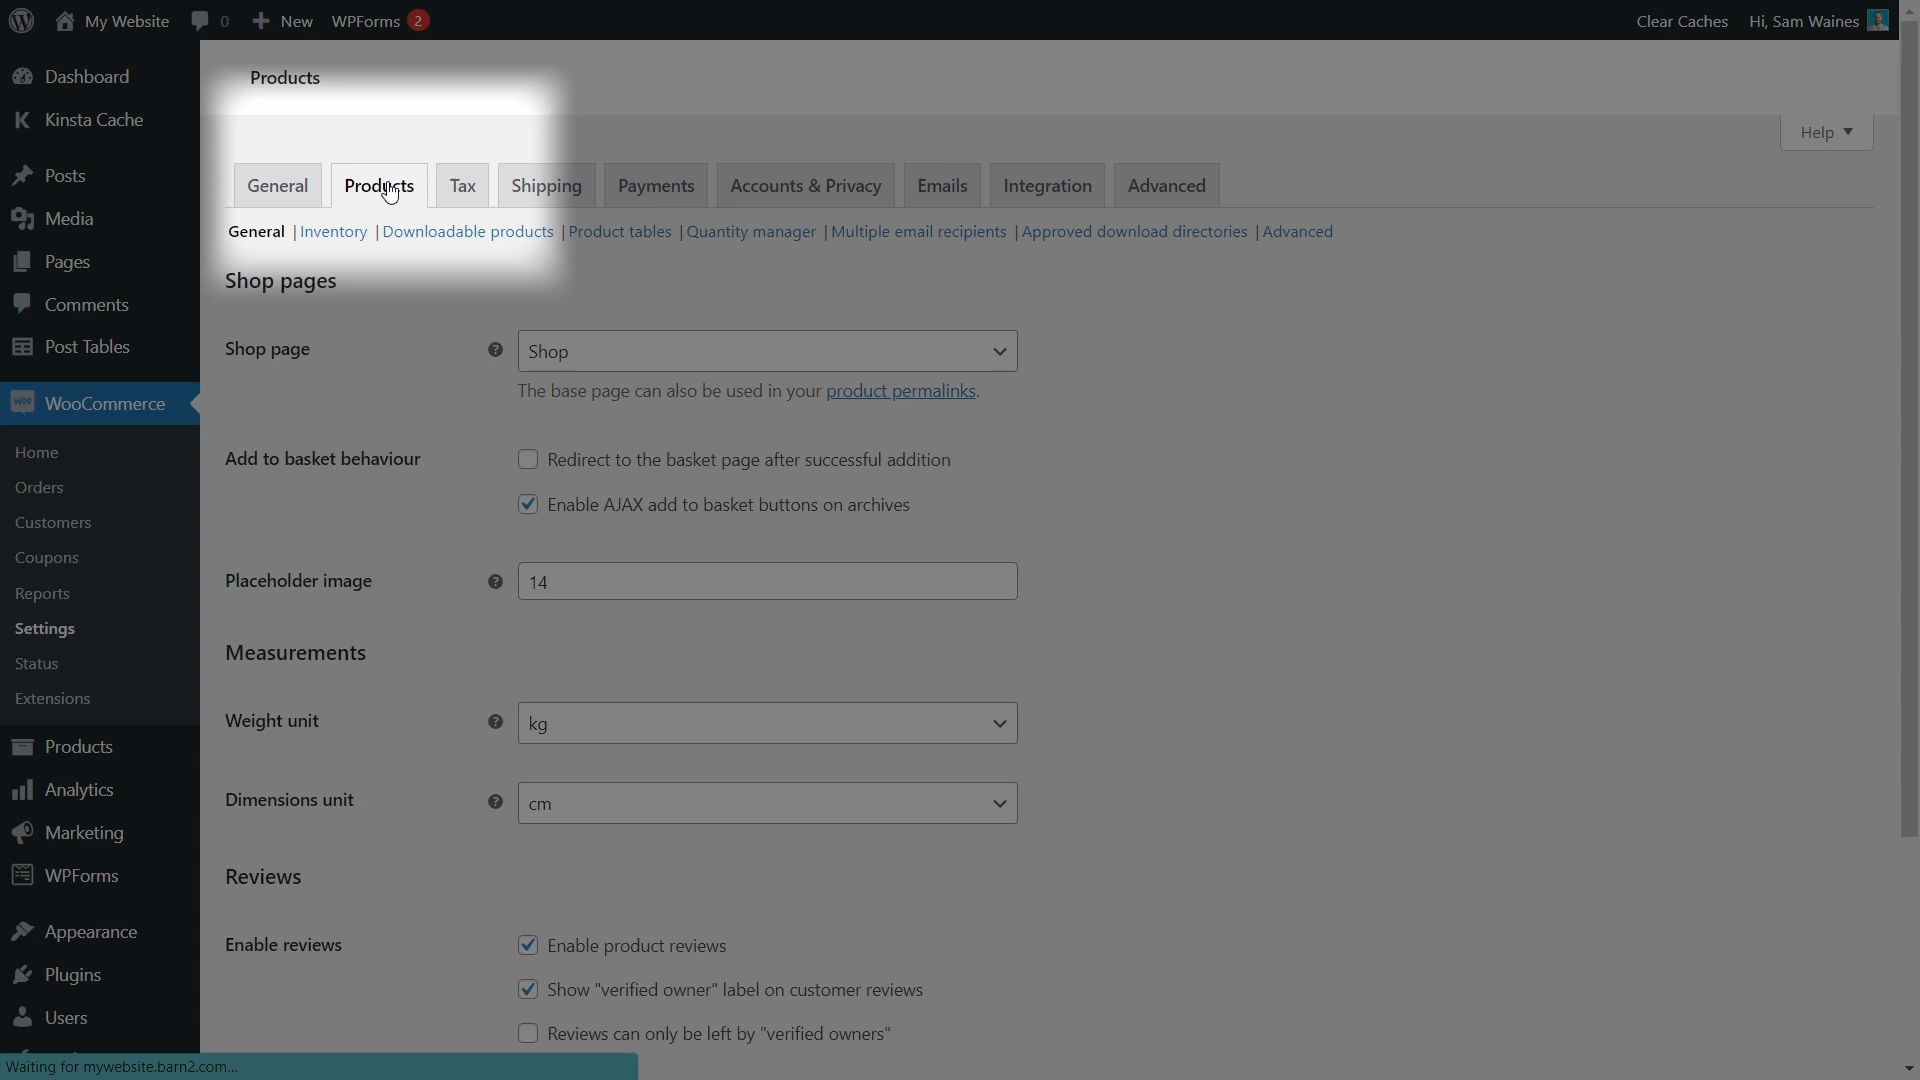 My Website 0 New WPForms 2 Clear Caches Hi, Sam Waines
Dashboard
Kinsta Cache
Posts
Media
Pages
Comments
Post Tables
WooCommerce
Home
Orders
Customers
Coupons
Reports
Settings
Status
Extensions
Products
Analytics
Marketing
WPForms
Appearance
Plugins
Users
Products
Help
General Products Tax Shipping Payments Accounts & Privacy Emails Integration Advanced
General | Inventory | Downloadable products | Product tables | Quantity manager | Multiple email recipients | Approved download directories | Advanced
Shop pages
Shop page ? Shop
The base page can also be used in your product permalinks.
Add to basket behaviour Redirect to the basket page after successful addition
Enable AJAX add to basket buttons on archives
Placeholder image ? 14
Measurements
Weight unit ? kg
Dimensions unit ? cm
Reviews
Enable reviews Enable product reviews
Show "verified owner" label on customer reviews
Reviews can only be left by "verified owners"
Waiting for mywebsite.barn2.com...